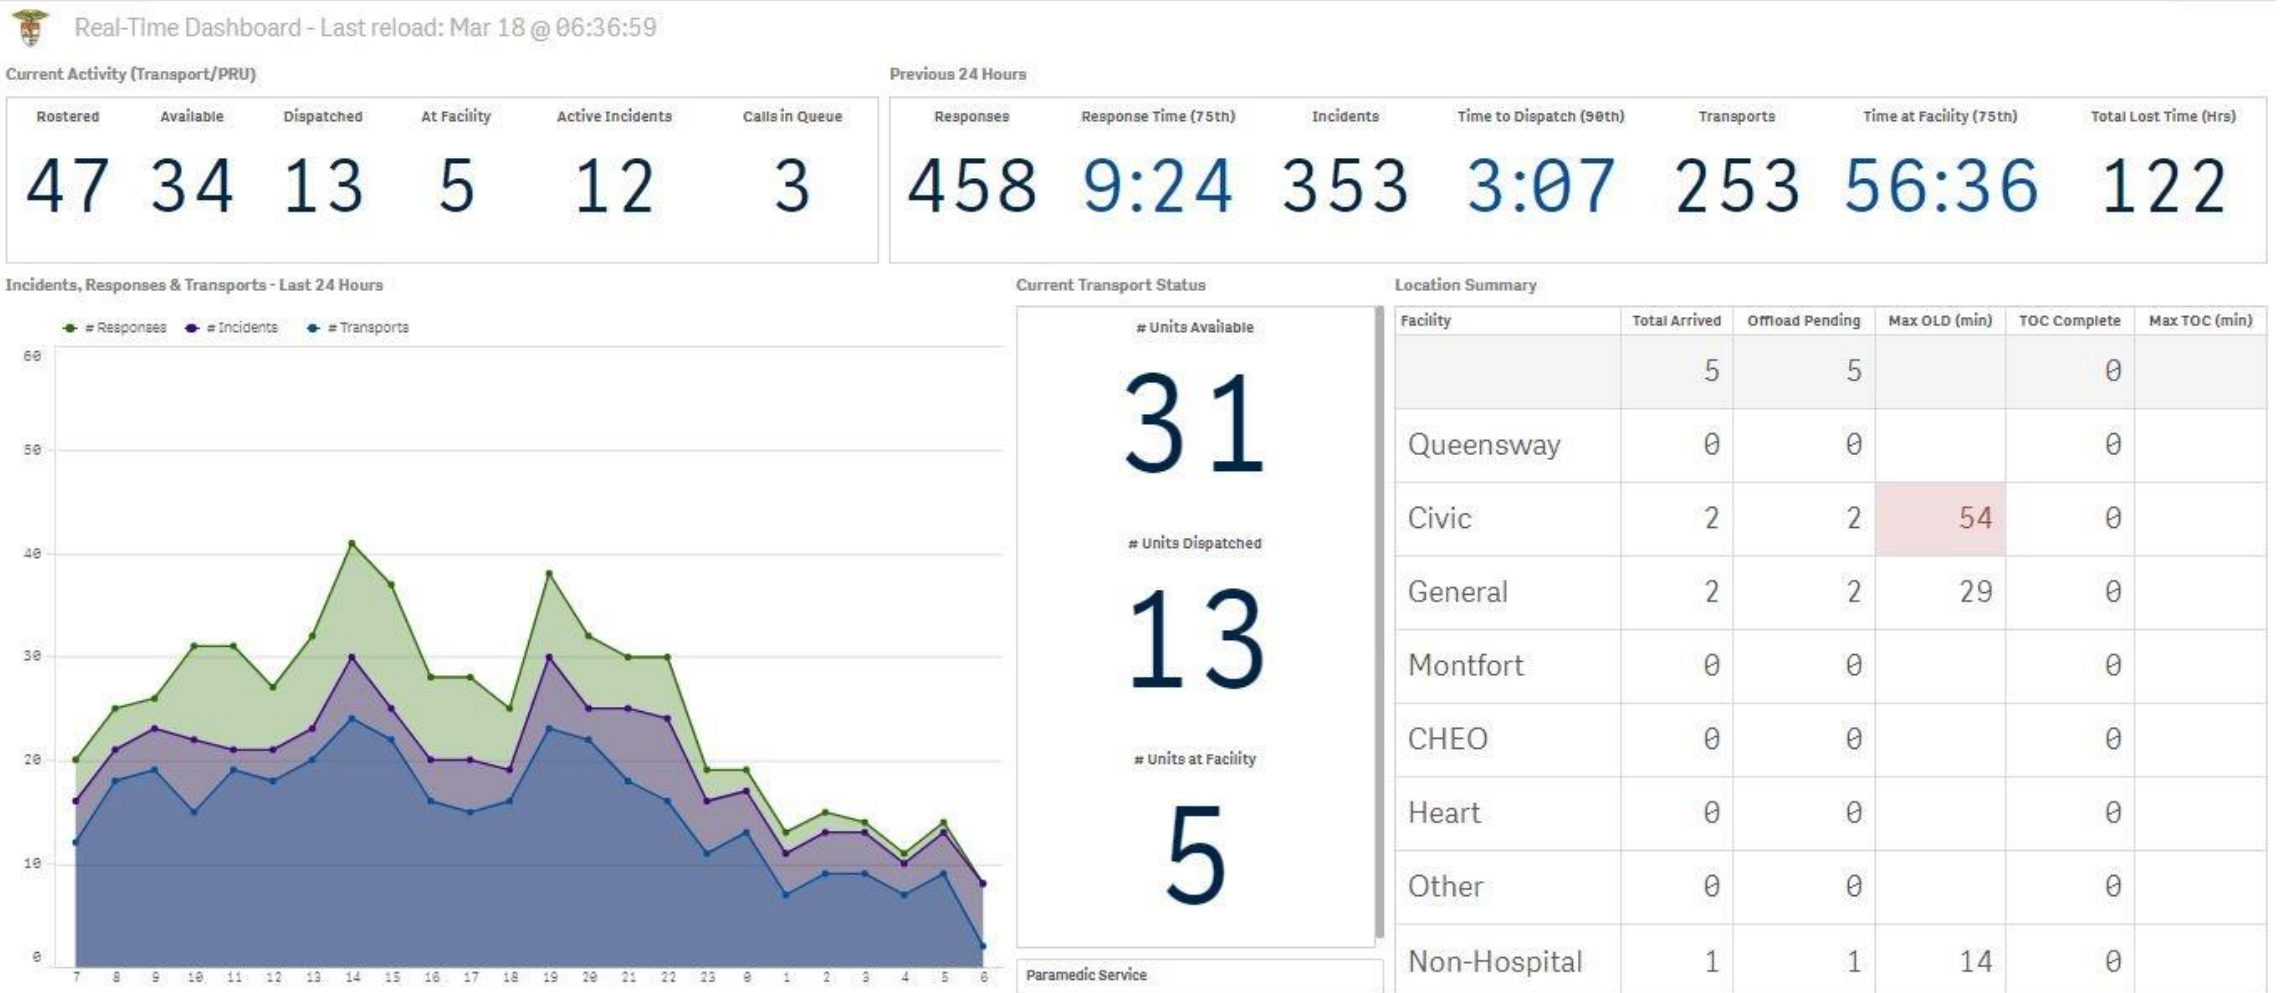 Real-Time Dashboard - Last reload: Mar 18 @ 06:36:59
Current Activity (Transport/PRU)
Rostered Available Dispatched At Facility Active Incidents Calls in Queue
47 34 13 5 12 3
Previous 24 Hours
Responses Response Time (75th) Incidents Time to Dispatch (90th) Transports Time at Facility (75th) Total Lost Time (Hrs)
458 9:24 353 3:07 253 56:36 122
Incidents, Responses & Transports - Last 24 Hours
# Responses # Incidents # Transports
60
50
40
30
20
10
0
7 8 9 10 11 12 13 14 15 16 17 18 19 20 21 22 23 0 1 2 3 4 5 6
Current Transport Status
# Units Available
31
# Units Dispatched
13
# Units at Facility
5
Paramedic Service
Location Summary
Facility Total Arrived Offload Pending Max OLD (min) TOC Complete Max TOC (min)
5 5 0
Queensway 0 0 0
Civic 2 2 54 0
General 2 2 29 0
Montfort 0 0 0
CHEO 0 0 0
Heart 0 0 0
Other 0 0 0
Non-Hospital 1 1 14 0